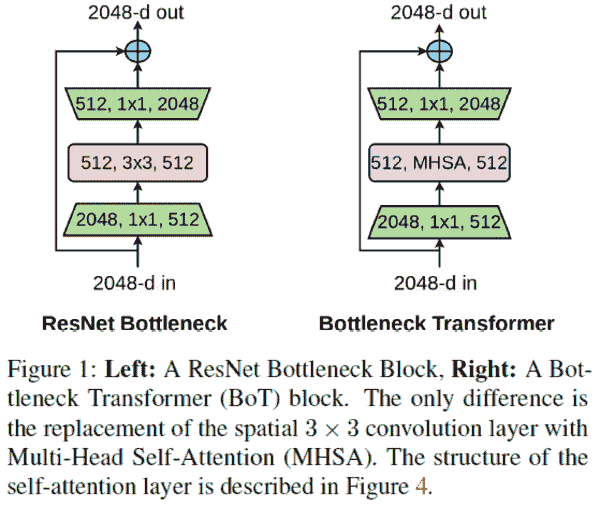 2048-d out
512, 1x1, 2048
512, 3x3, 512
2048, 1x1, 512
2048-d in
ResNet Bottleneck
2048-d out
512, 1x1, 2048
512, MHSA, 512
2048, 1x1, 512
2048-d in
Bottleneck Transformer
Figure 1: Left: A ResNet Bottleneck Block, Right: A Bot-
tleneck Transformer (BoT) block. The only difference is
the replacement of the spatial 3 × 3 convolution layer with
Multi-Head Self-Attention (MHSA). The structure of the
self-attention layer is described in Figure 4.